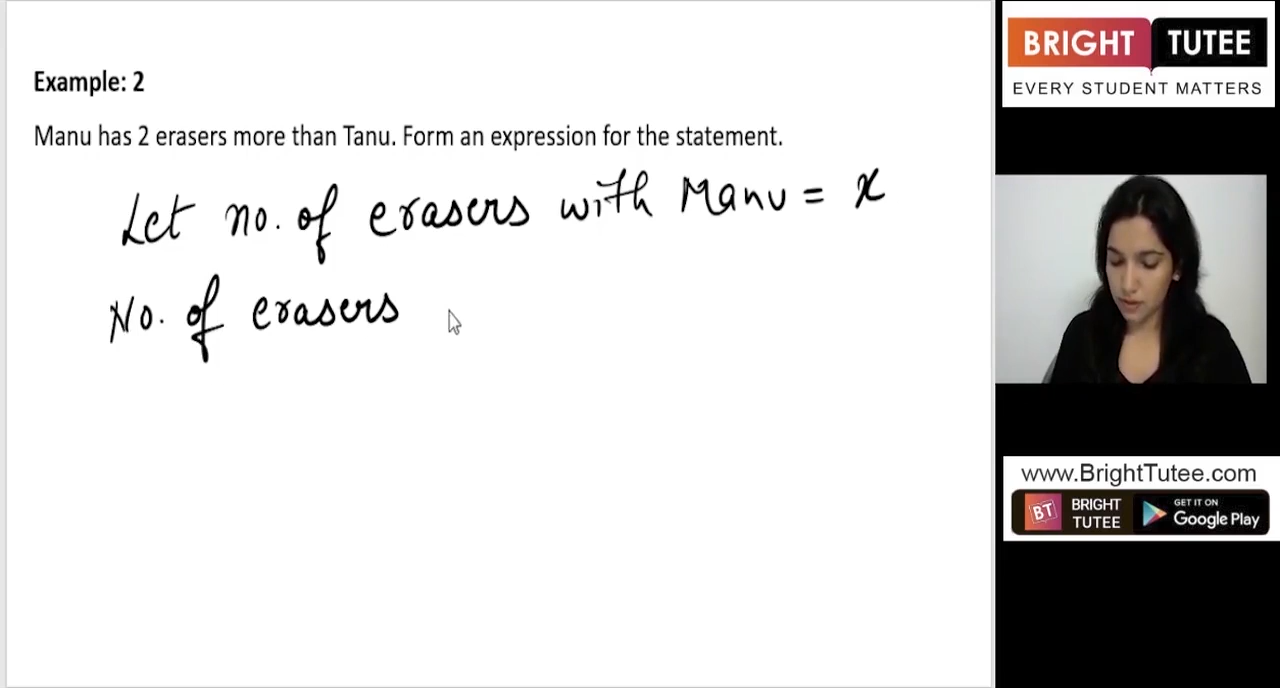 Example: 2
Manu has 2 erasers more than Tanu. Form an expression for the statement.
Let no. of erasers with Manu = x
No. of erasers
BRIGHT TUTEE
EVERY STUDENT MATTERS
www.BrightTutee.com
BT BRIGHT TUTEE
GET IT ON
Google Play